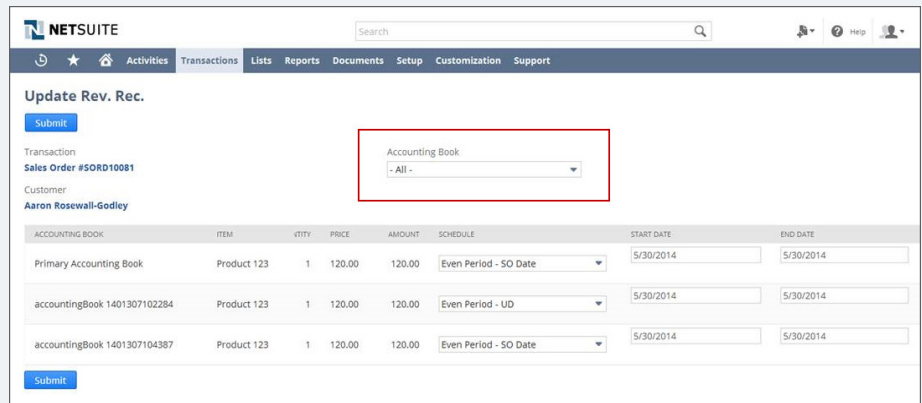 NETSUITE
Search
Help
Activities Transactions Lists Reports Documents Setup Customization Support
Update Rev. Rec.
Submit
Transaction
Sales Order #SORD10081
Accounting Book
- All -
Customer
Aaron Rosewall-Godley
ACCOUNTING BOOK ITEM NTITY PRICE AMOUNT SCHEDULE START DATE END DATE
Primary Accounting Book Product 123 1 120.00 120.00 Even Period - SO Date 5/30/2014 5/30/2014
accountingBook 1401307102284 Product 123 1 120.00 120.00 Even Period - UD 5/30/2014 5/30/2014
accountingBook 1401307104387 Product 123 1 120.00 120.00 Even Period - SO Date 5/30/2014 5/30/2014
Submit